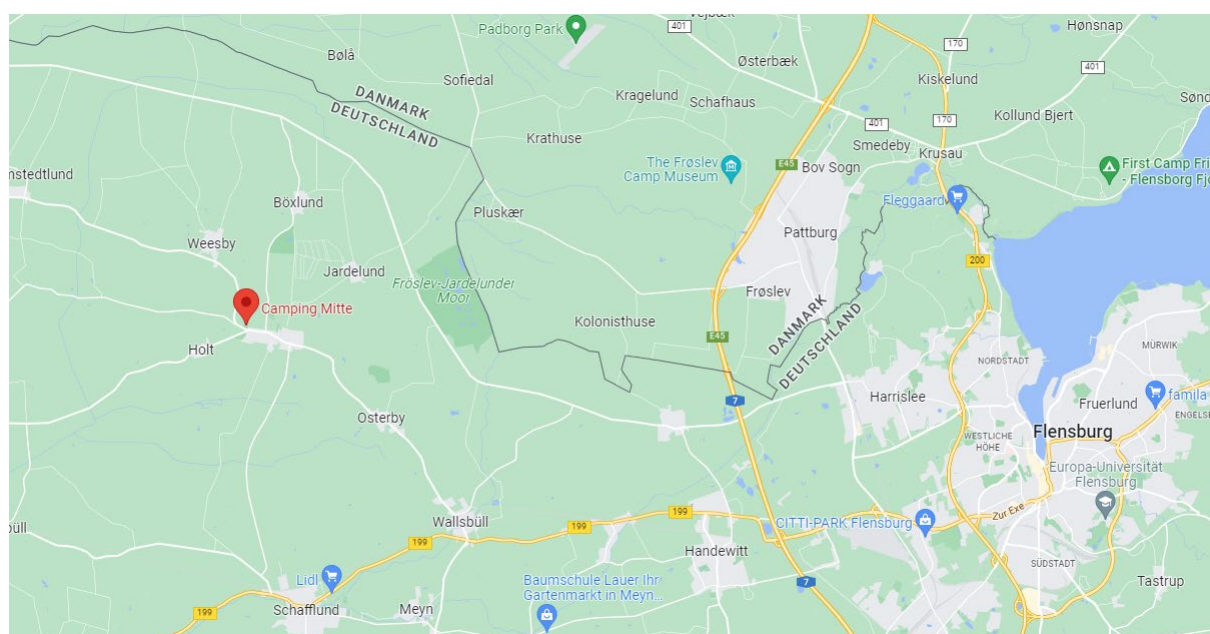 Padborg Park
401
Vejbæk
170
Hønsnap
Bølå
Østerbæk
401
Sofiedal
Kiskelund
DANMARK
DEUTSCHLAND
Kragelund
Schafhaus
Sønd
Kollund Bjert
170
401
Krathuse
Smedeby
Krusau
The Frøslev
Camp Museum
E45
Bov Sogn
First Camp Fri
- Flensborg Fjo
nstedtlund
Böxlund
Fleggaard
Pluskær
Pattburg
Weesby
200
Jardelund
Fröslev-Jardelunder
Moor
Frøslev
Camping Mitte
Kolonisthuse
DANMARK
DEUTSCHLAND
E45
Holt
NORDSTADT
MÜRWIK
7
Harrislee
famila
Fruerlund
ENGELSB
Osterby
Flensburg
WESTLICHE
HÖHE
Europa-Universität
Flensburg
Wallsbüll
199
199
199
büll
CITTI-PARK Flensburg
Zur Exe
Handewitt
SÜDSTADT
Lidl
Baumschule Lauer Ihr
Gartenmarkt in Meyn...
7
Tastrup
199
Schafflund
Meyn